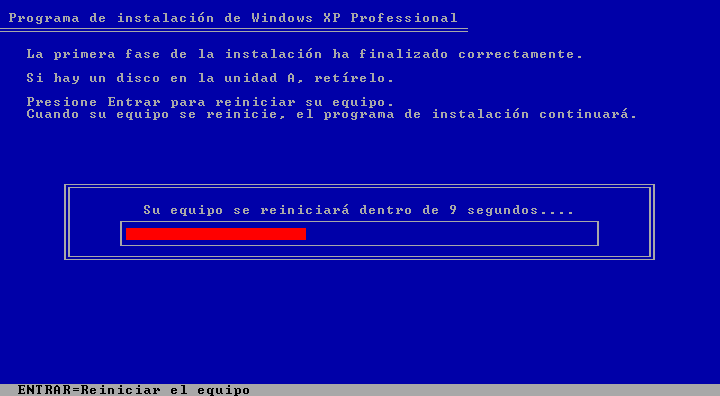 Programa de instalación de Windows XP Professional
La primera fase de la instalación ha finalizado correctamente.
Si hay un disco en la unidad A, retírelo.
Presione Entrar para reiniciar su equipo.
Cuando su equipo se reinicie, el programa de instalación continuará.
Su equipo se reiniciará dentro de 9 segundos....
ENTRAR=Reiniciar el equipo